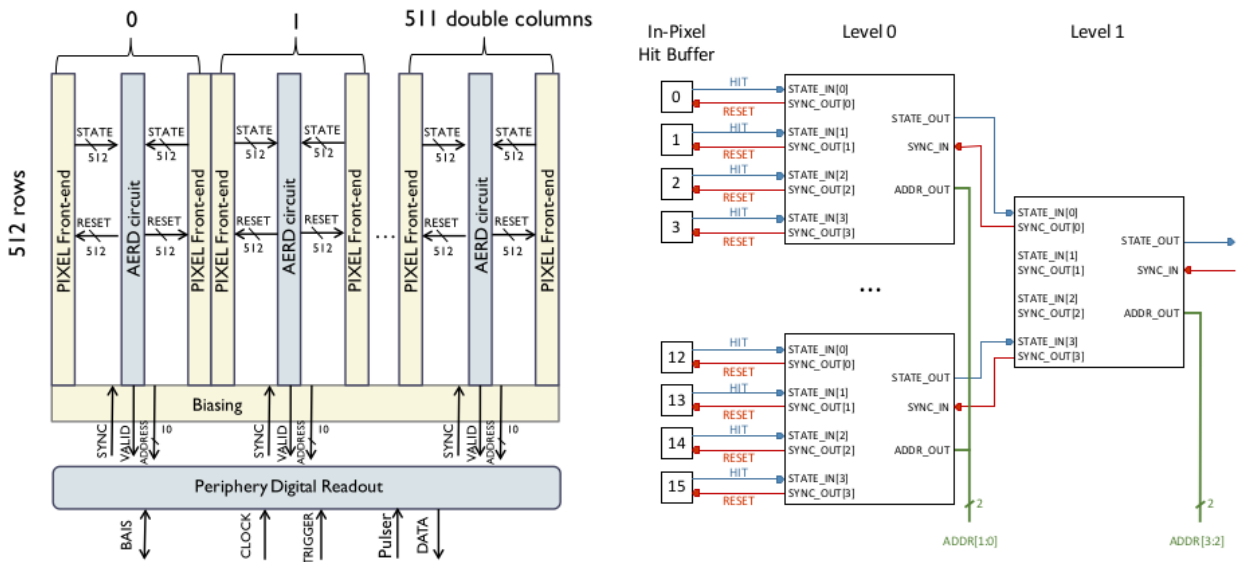 0
1
511 double columns
512 rows
PIXEL Front-end
STATE
512
RESET
512
AERD circuit
STATE
512
RESET
512
PIXEL Front-end
PIXEL Front-end
STATE
512
RESET
512
AERD circuit
STATE
512
RESET
512
PIXEL Front-end
...
PIXEL Front-end
STATE
512
RESET
512
AERD circuit
STATE
512
RESET
512
PIXEL Front-end
Biasing
SYNC
VALID
ADDRESS
10
SYNC
VALID
ADDRESS
10
SYNC
VALID
ADDRESS
10
Periphery Digital Readout
BAIS
CLOCK
TRIGGER
Pulser
DATA
In-Pixel
Hit Buffer
Level 0
Level 1
0
HIT
RESET
1
HIT
RESET
2
HIT
RESET
3
HIT
RESET
STATE_IN[0]
SYNC_OUT[0]
STATE_IN[1]
SYNC_OUT[1]
STATE_IN[2]
SYNC_OUT[2]
STATE_IN[3]
SYNC_OUT[3]
STATE_OUT
SYNC_IN
ADDR_OUT
...
12
HIT
RESET
13
HIT
RESET
14
HIT
RESET
15
HIT
RESET
STATE_IN[0]
SYNC_OUT[0]
STATE_IN[1]
SYNC_OUT[1]
STATE_IN[2]
SYNC_OUT[2]
STATE_IN[3]
SYNC_OUT[3]
STATE_OUT
SYNC_IN
ADDR_OUT
STATE_IN[0]
SYNC_OUT[0]
STATE_IN[1]
SYNC_OUT[1]
STATE_IN[2]
SYNC_OUT[2]
STATE_IN[3]
SYNC_OUT[3]
STATE_OUT
SYNC_IN
ADDR_OUT
2
ADDR[1:0]
2
ADDR[3:2]